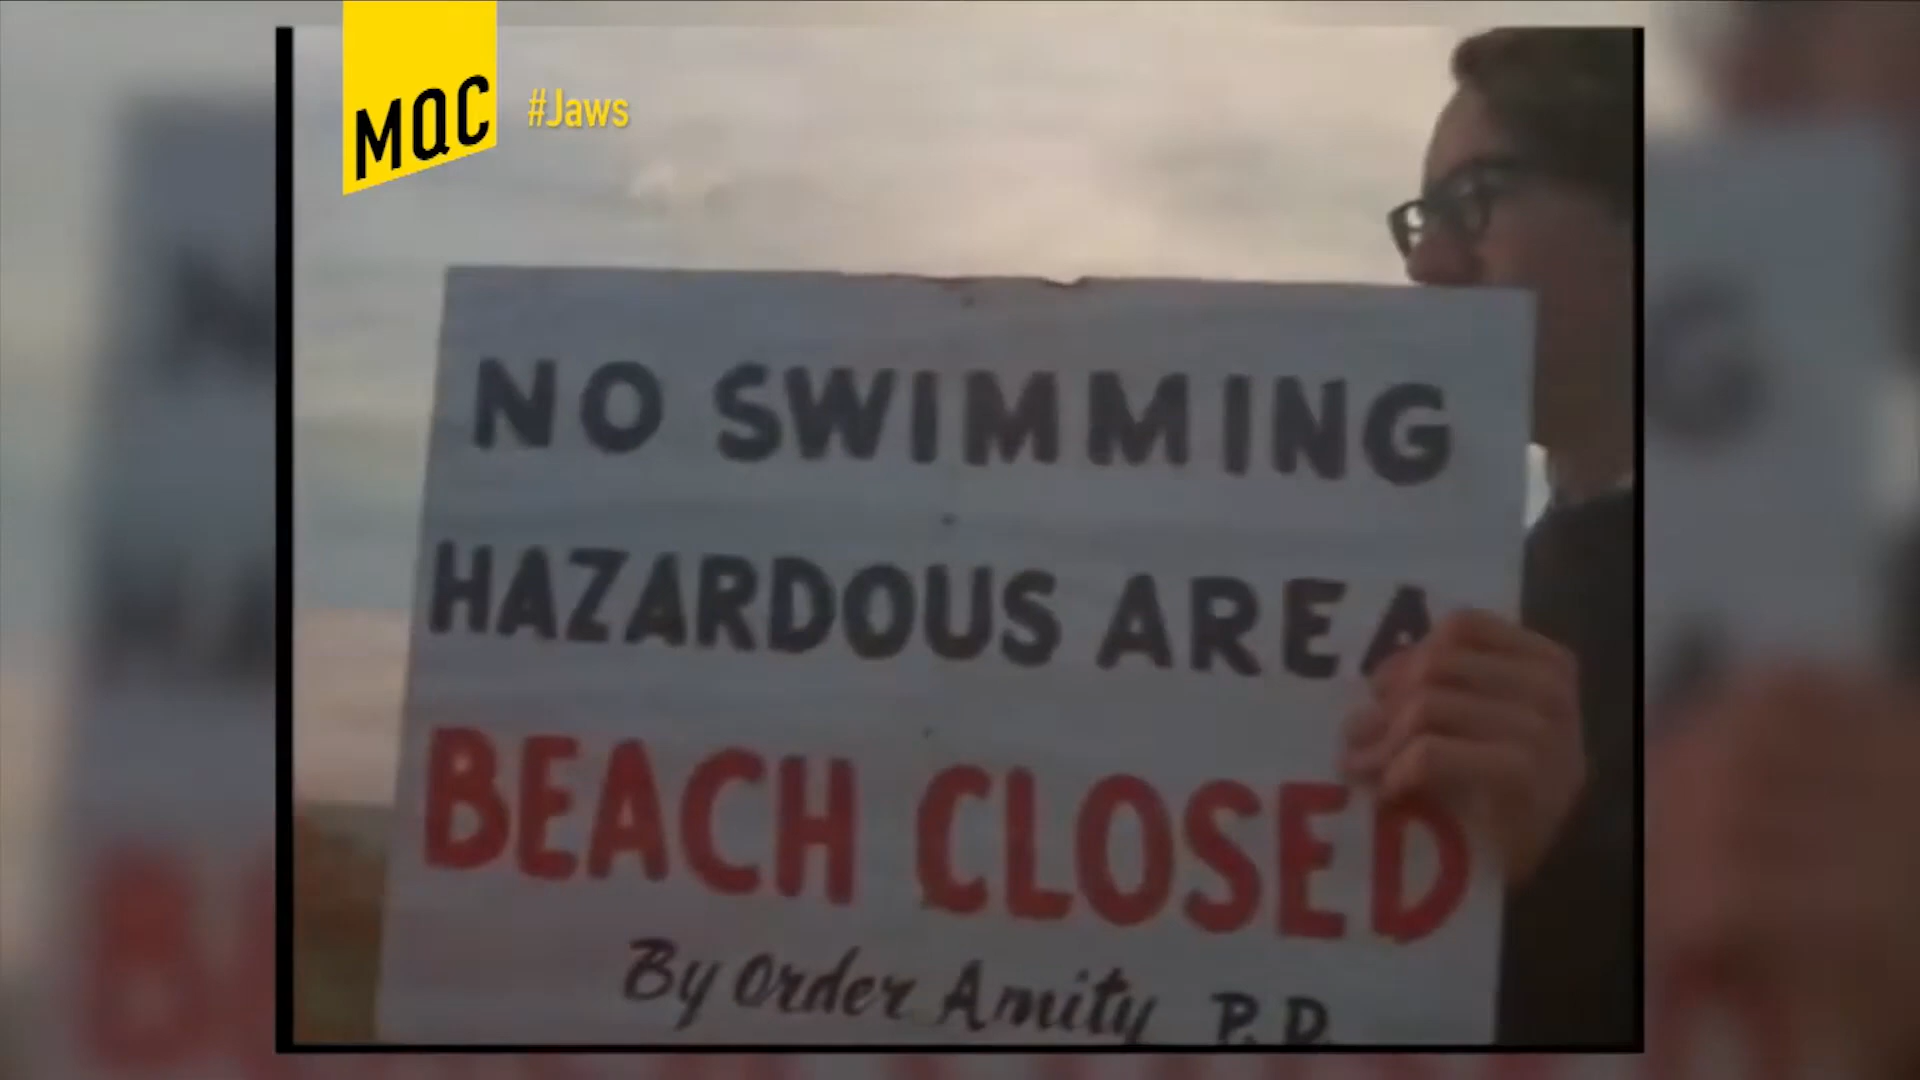 MQC
#Jaws
NO SWIMMING
HAZARDOUS AREA
BEACH CLOSED
By Order Amity P.D.